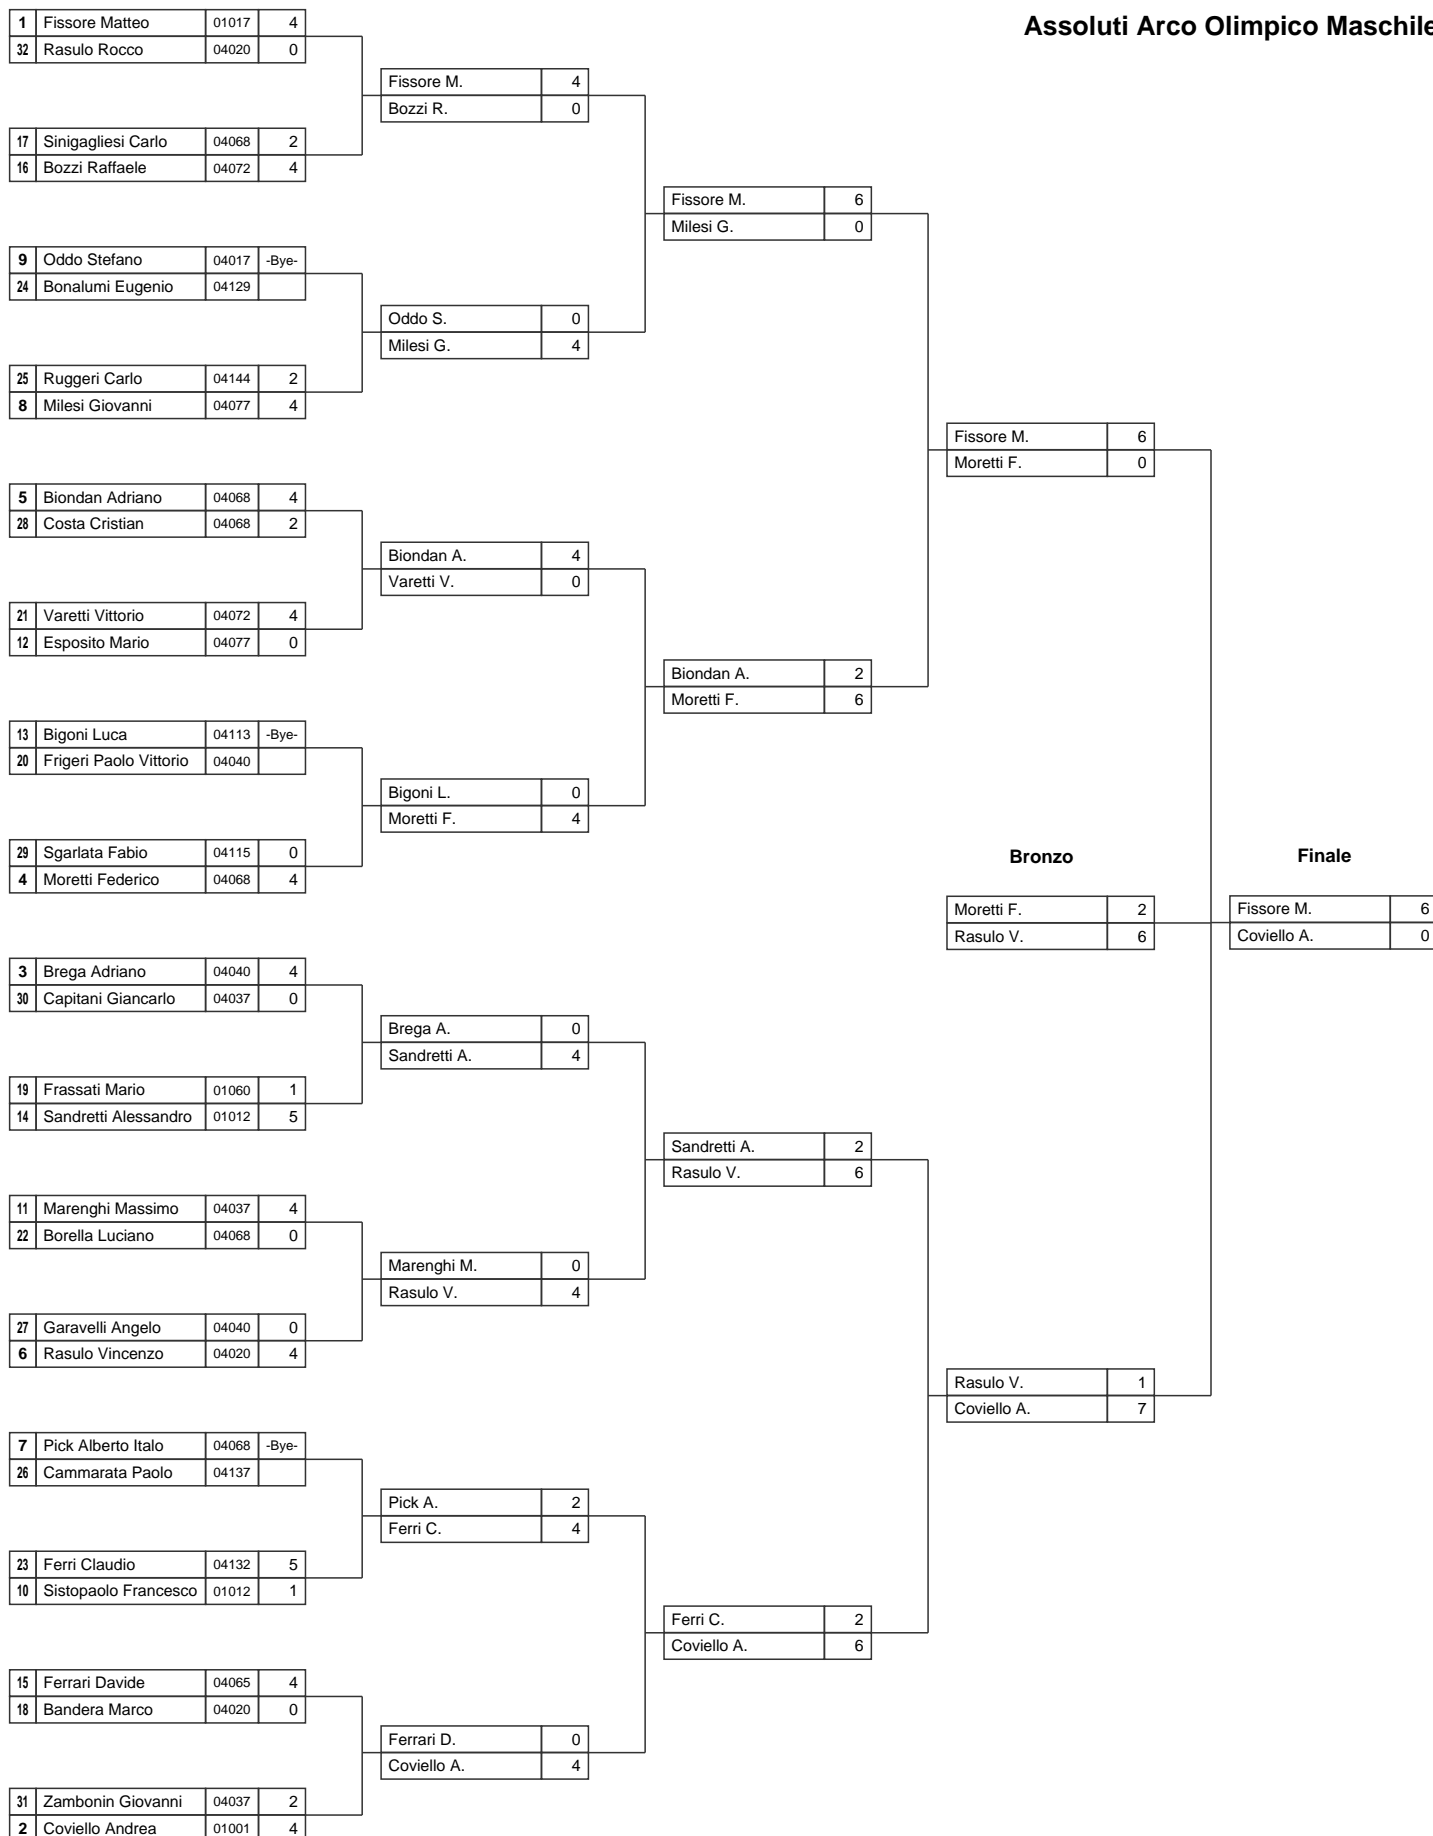 Assoluti Arco Olimpico Maschile
1 Fissore Matteo 01017 4
32 Rasulo Rocco 04020 0
Fissore M. 4
Bozzi R. 0
17 Sinigagliesi Carlo 04068 2
16 Bozzi Raffaele 04072 4
Fissore M. 6
Milesi G. 0
9 Oddo Stefano 04017 -Bye-
24 Bonalumi Eugenio 04129
Oddo S. 0
Milesi G. 4
25 Ruggeri Carlo 04144 2
8 Milesi Giovanni 04077 4
Fissore M. 6
Moretti F. 0
5 Biondan Adriano 04068 4
28 Costa Cristian 04068 2
Biondan A. 4
Varetti V. 0
21 Varetti Vittorio 04072 4
12 Esposito Mario 04077 0
Biondan A. 2
Moretti F. 6
13 Bigoni Luca 04113 -Bye-
20 Frigeri Paolo Vittorio 04040
Bigoni L. 0
Moretti F. 4
29 Sgarlata Fabio 04115 0
4 Moretti Federico 04068 4
Bronzo Finale
Moretti F. 2
Rasulo V. 6
Fissore M. 6
Coviello A. 0
3 Brega Adriano 04040 4
30 Capitani Giancarlo 04037 0
Brega A. 0
Sandretti A. 4
19 Frassati Mario 01060 1
14 Sandretti Alessandro 01012 5
Sandretti A. 2
Rasulo V. 6
11 Marenghi Massimo 04037 4
22 Borella Luciano 04068 0
Marenghi M. 0
Rasulo V. 4
27 Garavelli Angelo 04040 0
6 Rasulo Vincenzo 04020 4
Rasulo V. 1
Coviello A. 7
7 Pick Alberto Italo 04068 -Bye-
26 Cammarata Paolo 04137
Pick A. 2
Ferri C. 4
23 Ferri Claudio 04132 5
10 Sistopaolo Francesco 01012 1
Ferri C. 2
Coviello A. 6
15 Ferrari Davide 04065 4
18 Bandera Marco 04020 0
Ferrari D. 0
Coviello A. 4
31 Zambonin Giovanni 04037 2
2 Coviello Andrea 01001 4